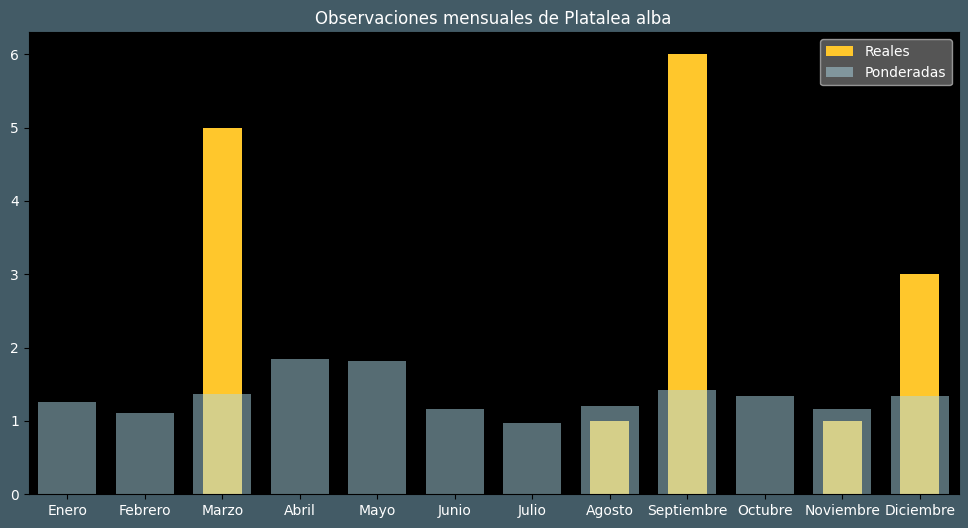 Observaciones mensuales de Platalea alba
Reales
Ponderadas
6
5
4
3
2
1
0
Enero Febrero Marzo Abril Mayo Junio Julio Agosto Septiembre Octubre Noviembre Diciembre